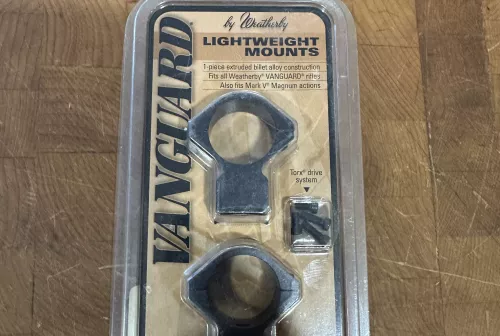 by Weatherby
LIGHTWEIGHT
MOUNTS
1-piece extruded billet alloy construction
Fits all Weatherby® VANGUARD® rifles
Also fits Mark V® Magnum actions
VANGUARD
Torx® drive
system